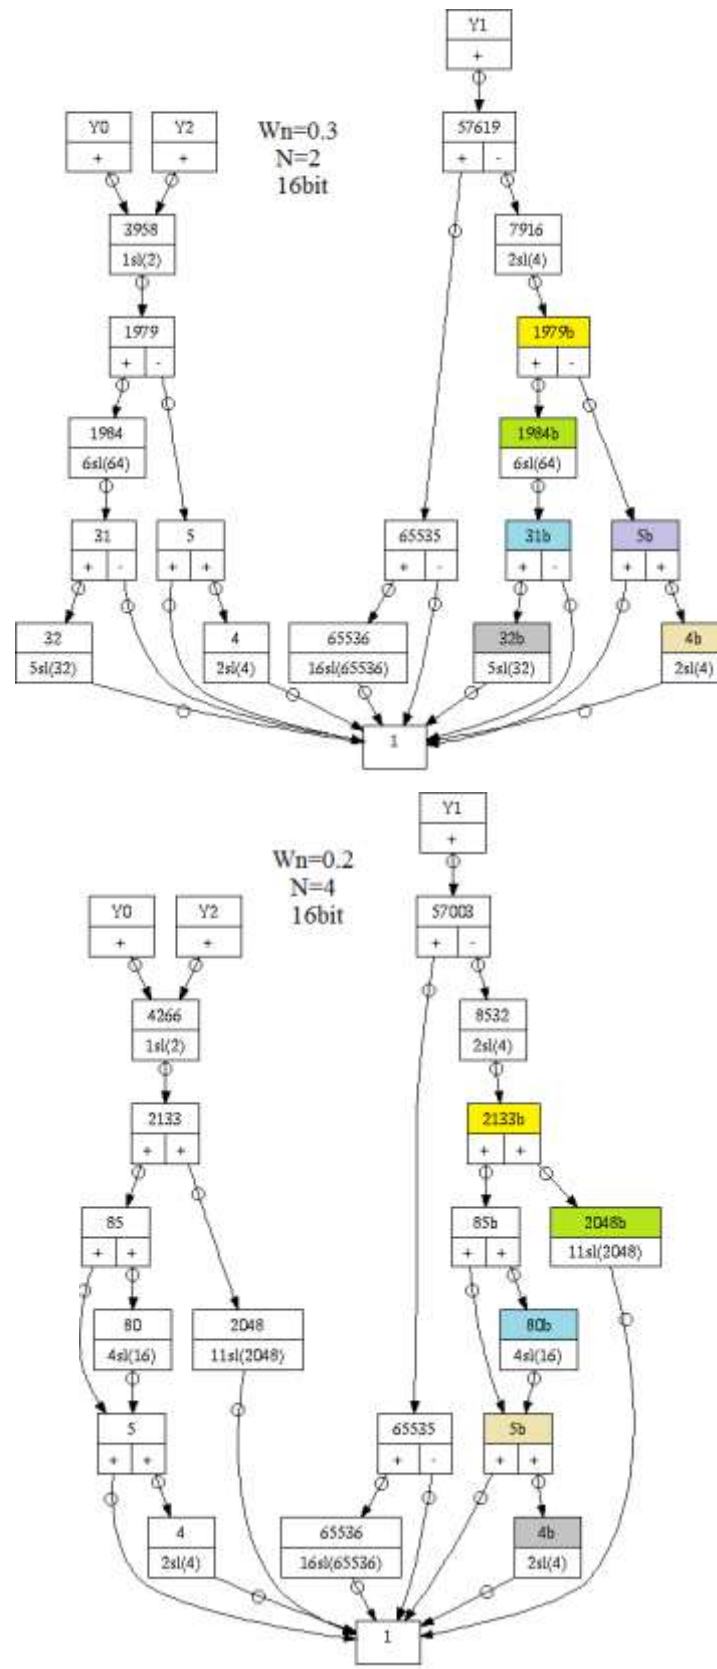 Y1
+
Y0 Y2
+ +
Wn=0.3
N=2
16bit
57619
+ -
3958
1sl(2)
7916
2sl(4)
1979
+ -
1979b
+ -
1984
6sl(64)
1984b
6sl(64)
31 5 65535 31b 5b
+ - + + + - + - + +
32 4 65536 32b 4b
5sl(32) 2sl(4) 16sl(65536) 5sl(32) 2sl(4)
1
Y1
+
Wn=0.2
N=4
16bit
Y0 Y2
+ +
57003
+ -
4266 8532
1sl(2) 2sl(4)
2133 2133b
+ + + +
85 85b 2048b
+ + + + 11sl(2048)
80 2048 80b
4sl(16) 11sl(2048) 4sl(16)
5 65535 5b
+ + + - + +
4 65536 4b
2sl(4) 16sl(65536) 2sl(4)
1